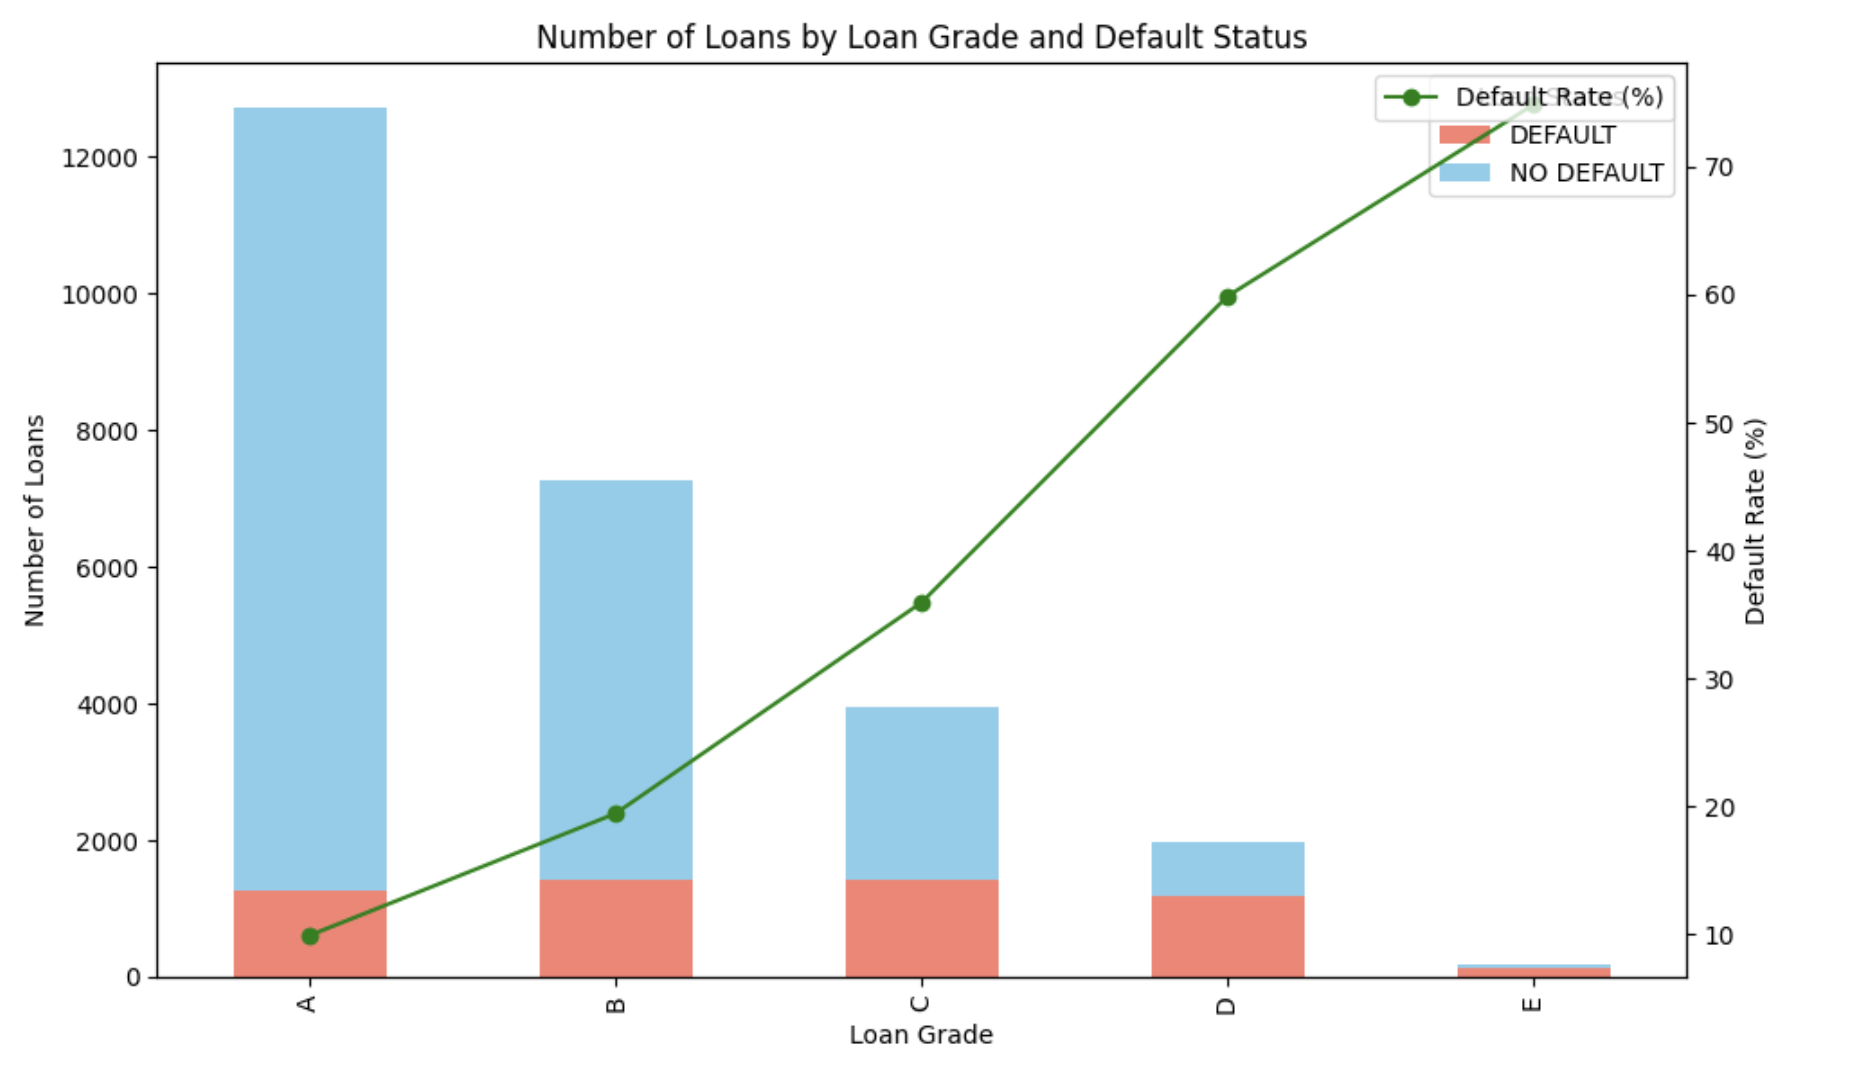 Number of Loans by Loan Grade and Default Status
Default Rate (%)
DEFAULT
NO DEFAULT
12000
10000
8000
6000
4000
2000
0
Number of Loans
70
60
50
40
30
20
10
Default Rate (%)
A
B
C
D
E
Loan Grade